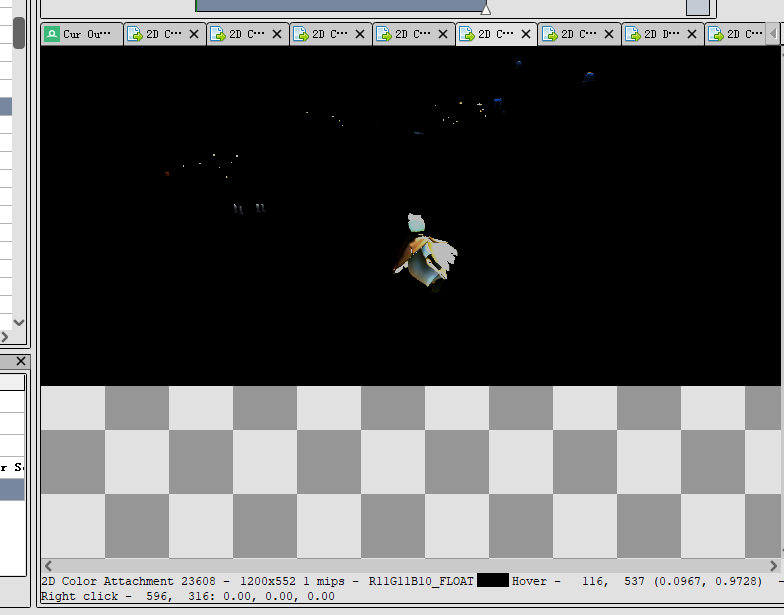 Cur Ou···
2D C···
2D C···
2D C···
2D C···
2D C···
2D C···
2D D···
2D C···
r S
2D Color Attachment 23608 - 1200x552 1 mips - R11G11B10_FLOAT Hover - 116, 537 (0.0967, 0.9728) -
Right click - 596, 316: 0.00, 0.00, 0.00